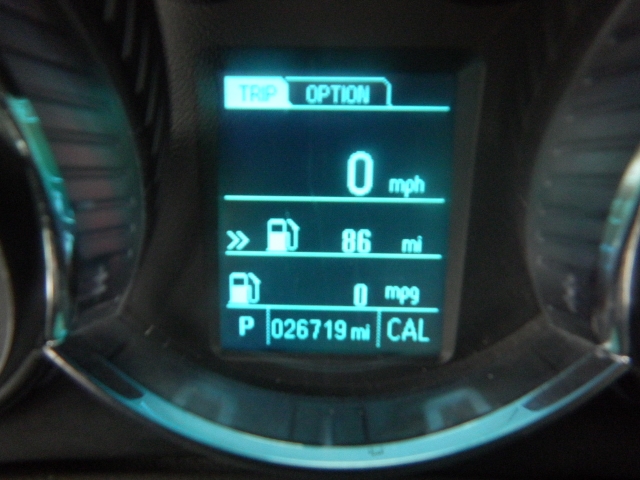 TRIP OPTION
0 mph
» 86 mi
0 mpg
P 026719 mi CAL